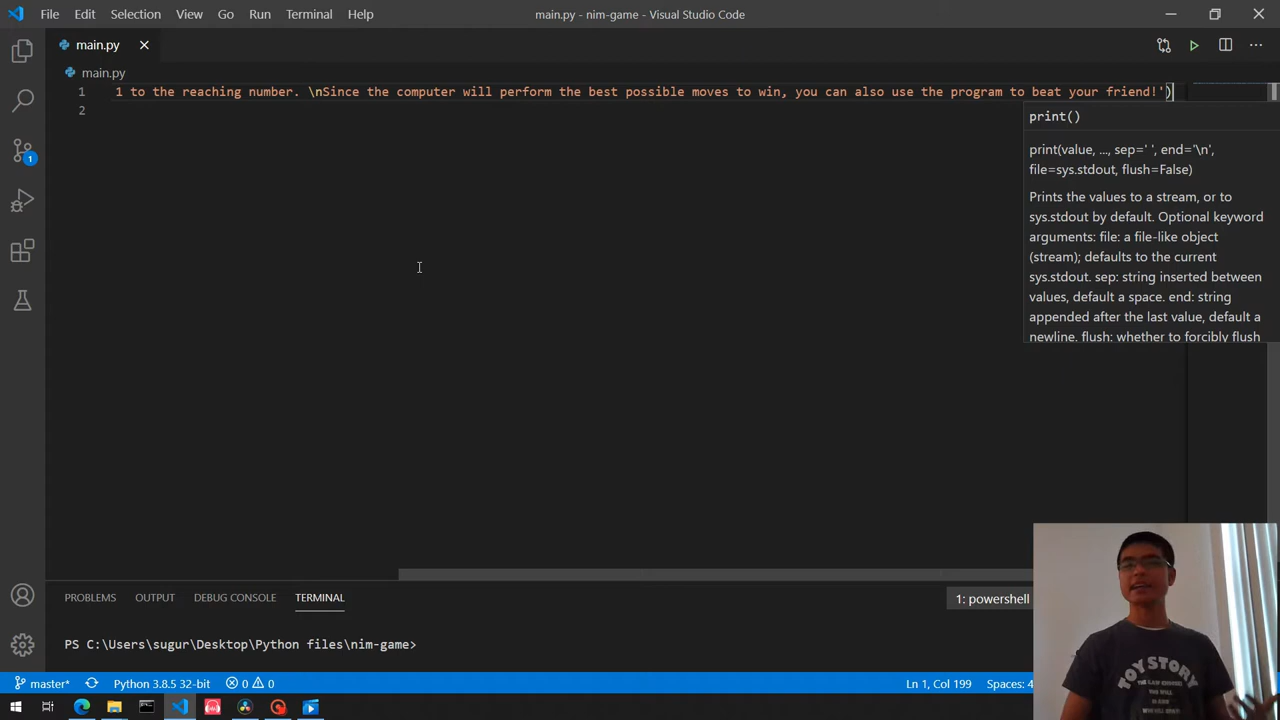 File Edit Selection View Go Run Terminal Help
main.py - nim-game - Visual Studio Code
main.py
main.py
1 1 to the reaching number. \nSince the computer will perform the best possible moves to win, you can also use the program to beat your friend!')
2
print()
print(value, ..., sep=' ', end='\n',
file=sys.stdout, flush=False)
Prints the values to a stream, or to
sys.stdout by default. Optional keyword
arguments: file: a file-like object
(stream); defaults to the current
sys.stdout. sep: string inserted between
values, default a space. end: string
appended after the last value, default a
newline. flush: whether to forcibly flush
1
PROBLEMS OUTPUT DEBUG CONSOLE TERMINAL
1: powershell
PS C:\Users\sugur\Desktop\Python files\nim-game>
TOY STORY
master* Python 3.8.5 32-bit 0 0 Ln 1, Col 199 Spaces: 4